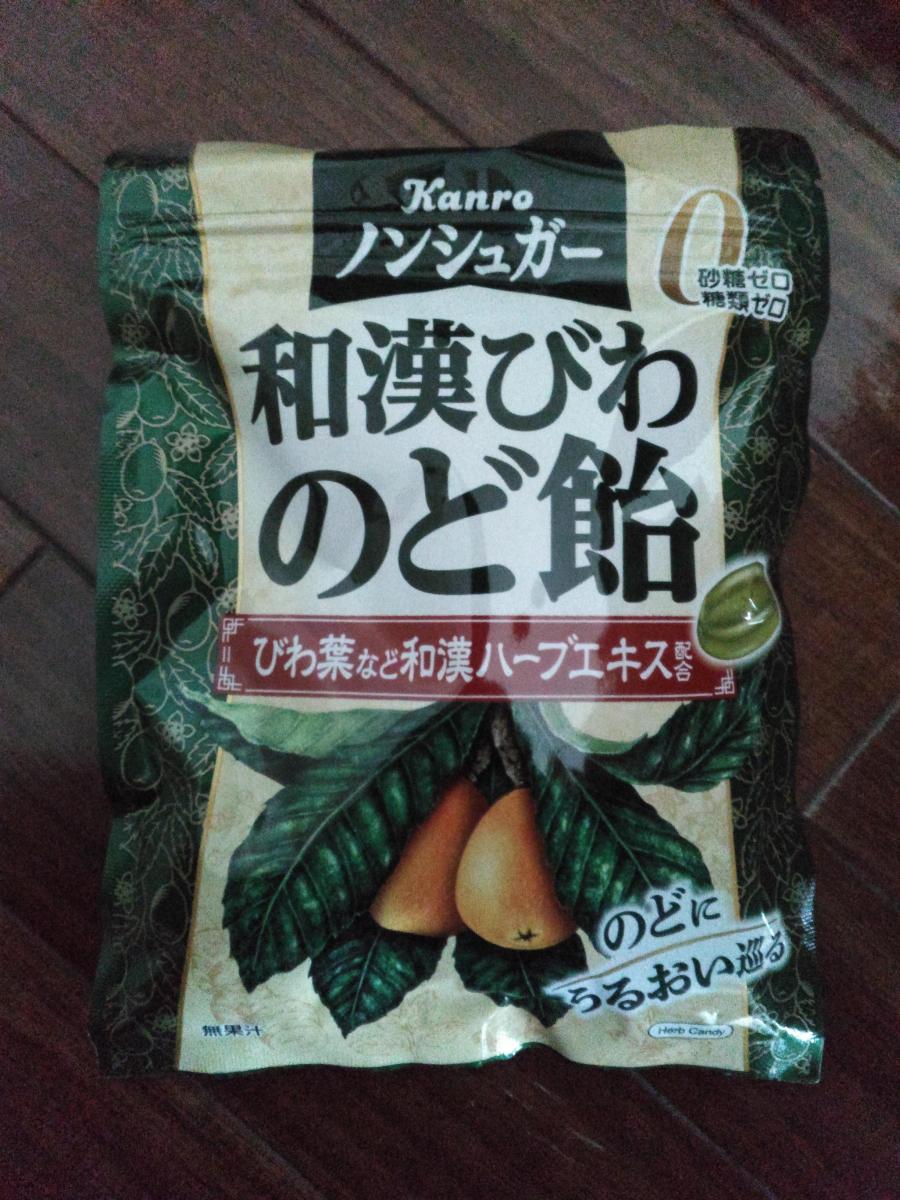 Kanro
ノンシュガー
0
砂糖ゼロ
糖類ゼロ
和漢びわ
のど飴
びわ葉など和漢ハーブエキス配合
のどに
うるおい巡る
無果汁
Herb Candy